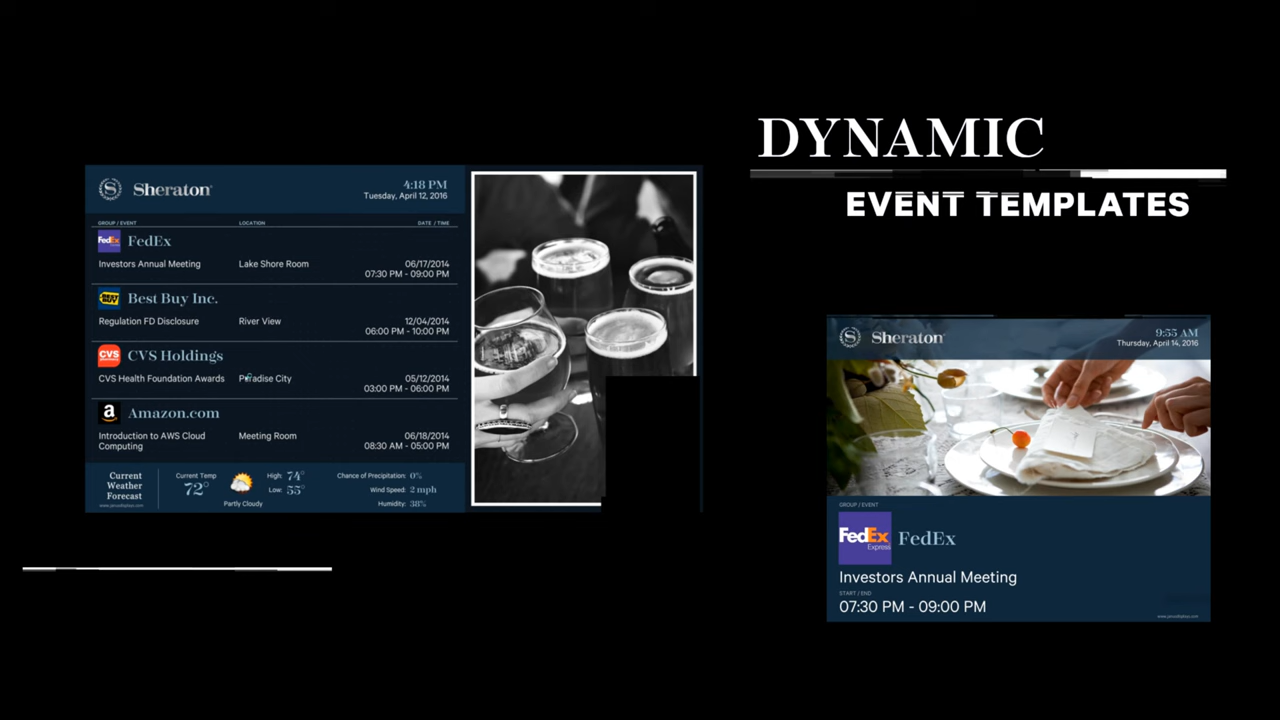 DYNAMIC
EVENT TEMPLATES
Sheraton
4:18 PM
Tuesday, April 12, 2016
GROUP / EVENT LOCATION DATE / TIME
FedEx Express FedEx
Investors Annual Meeting Lake Shore Room 06/17/2014
07:30 PM - 09:00 PM
BEST BUY Best Buy Inc.
Regulation FD Disclosure River View 12/04/2014
06:00 PM - 10:00 PM
CVS CVS Holdings
CVS Health Foundation Awards Paradise City 05/12/2014
03:00 PM - 06:00 PM
a Amazon.com
Introduction to AWS Cloud Meeting Room 06/18/2014
Computing 08:30 AM - 05:00 PM
Current
Weather
Forecast
Current Temp
72°
Partly Cloudy
High: 74°
Low: 55°
Chance of Precipitation: 0%
Wind Speed: 2 mph
Humidity: 38%
Sheraton
9:55 AM
Thursday, April 14, 2016
GROUP / EVENT
FedEx Express FedEx
Investors Annual Meeting
START / END
07:30 PM - 09:00 PM